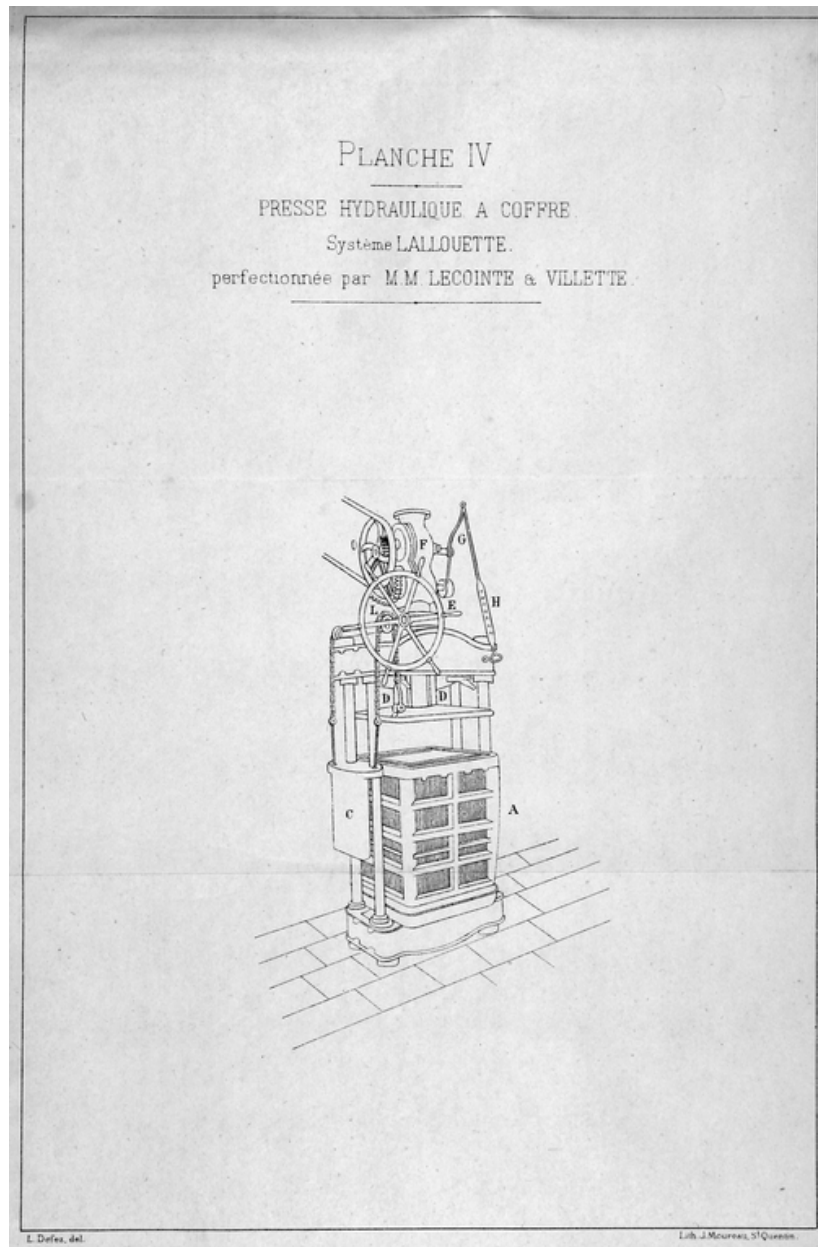 PLANCHE IV
PRESSE HYDRAULIQUE A COFFRE.
Système LALLOUETTE.
perfectionnée par M.M. LECOINTE & VILLETTE.
F
G
E
H
L
D
D
A
C
L. Defez, del.
Lith. J. Moureau, St Quentin.